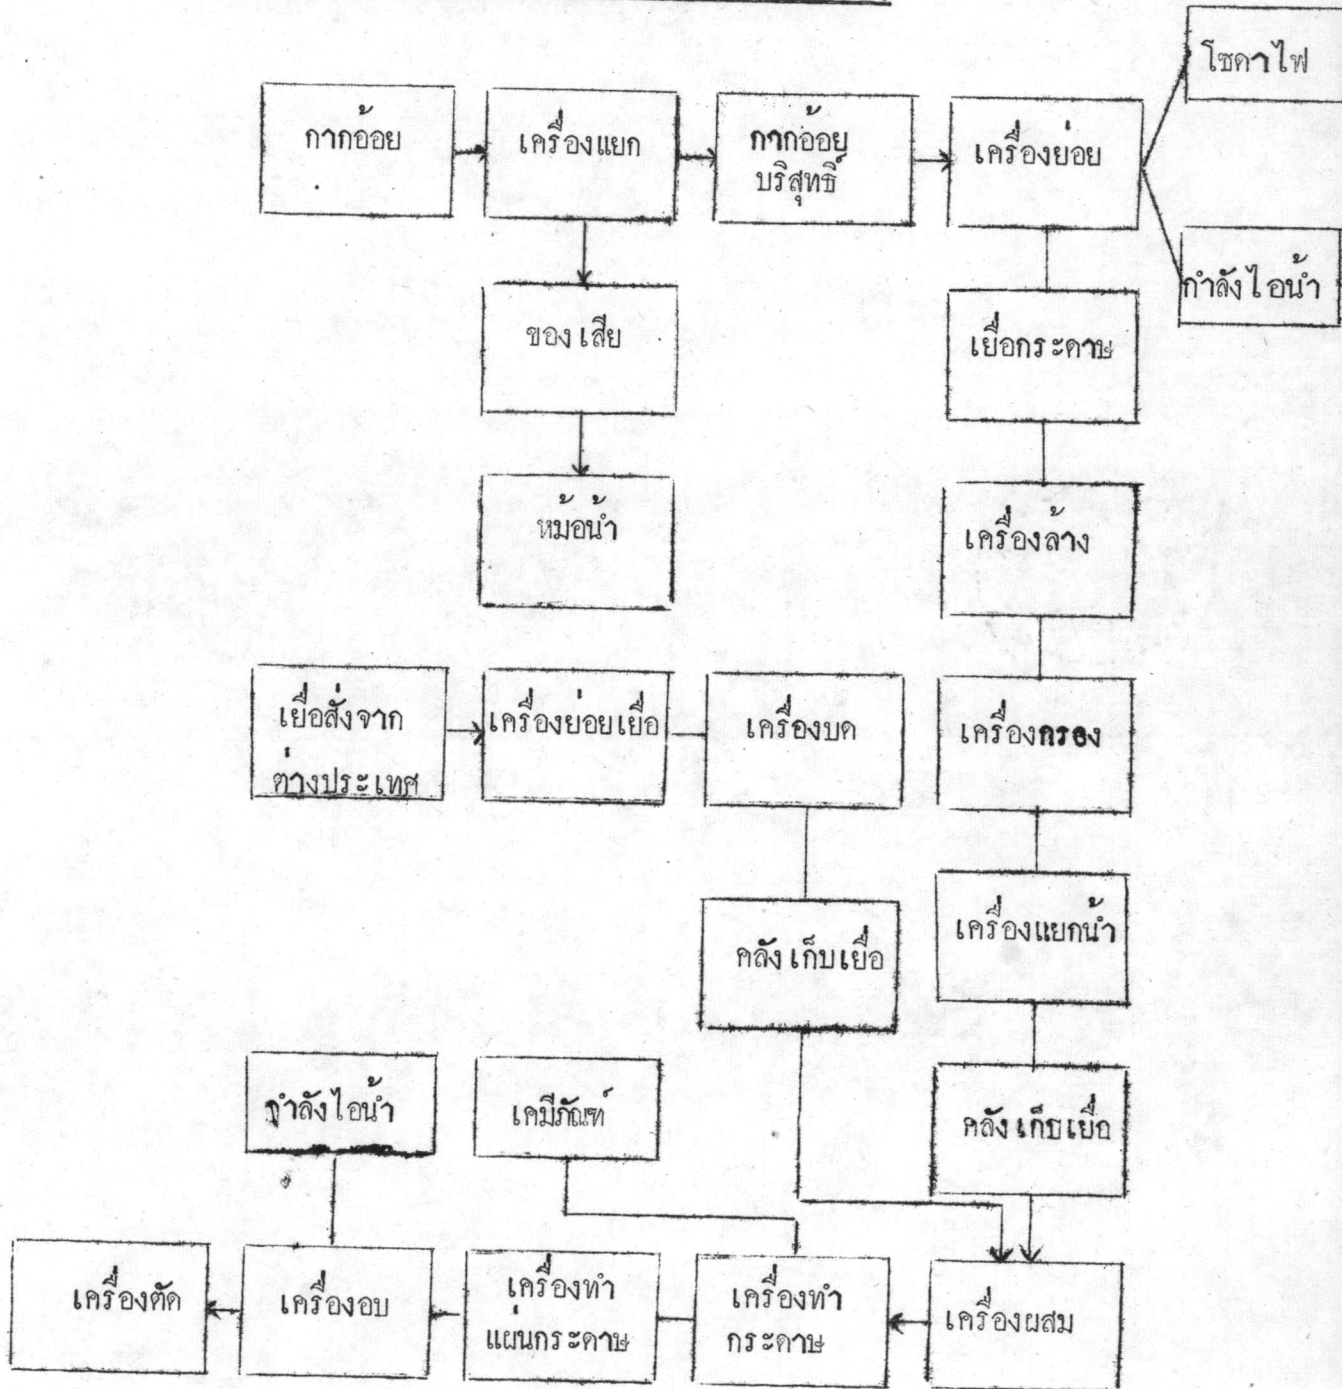 โซดาไฟ
กากอ้อย
เครื่องแยก
กากอ้อย
บริสุทธิ์
เครื่องย่อย
กำลังไอน้ำ
ของเสีย
เยื่อกระดาษ
หม้อน้ำ
เครื่องล้าง
เยื่อสั่งจาก
ต่างประเทศ
เครื่องย่อยเยื่อ
เครื่องบด
เครื่องกรอง
คลังเก็บเยื่อ
เครื่องแยกน้ำ
กำลังไอน้ำ
เคมีภัณฑ์
คลังเก็บเยื่อ
เครื่องตัด
เครื่องอบ
เครื่องทำ
แผ่นกระดาษ
เครื่องทำ
กระดาษ
เครื่องผสม